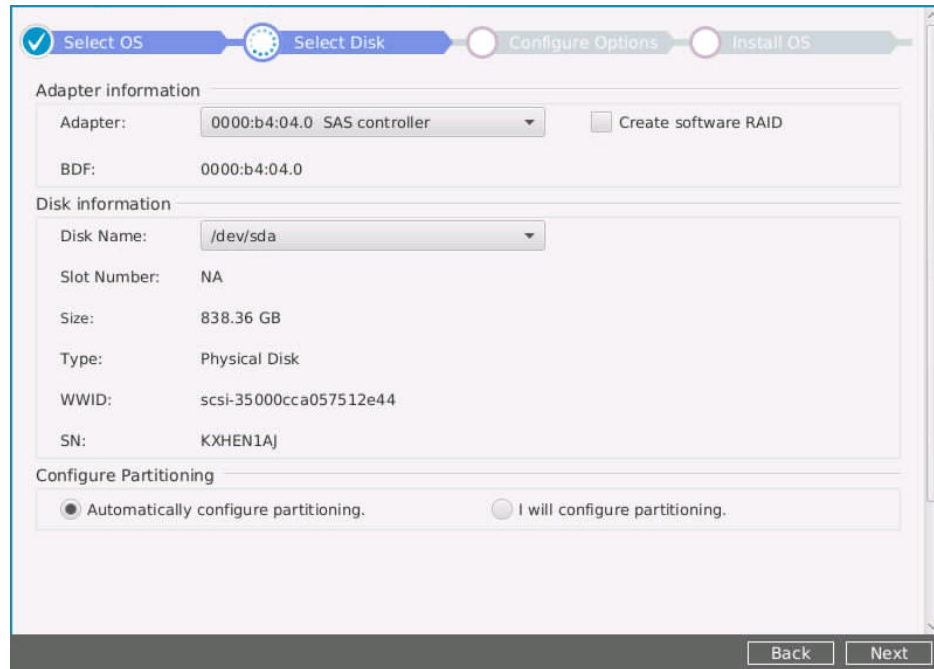 Select OS Select Disk Configure Options Install OS
Adapter information
Adapter: 0000:b4:04.0 SAS controller Create software RAID
BDF: 0000:b4:04.0
Disk information
Disk Name: /dev/sda
Slot Number: NA
Size: 838.36 GB
Type: Physical Disk
WWID: scsi-35000cca057512e44
SN: KXHEN1AJ
Configure Partitioning
Automatically configure partitioning. I will configure partitioning.
Back Next